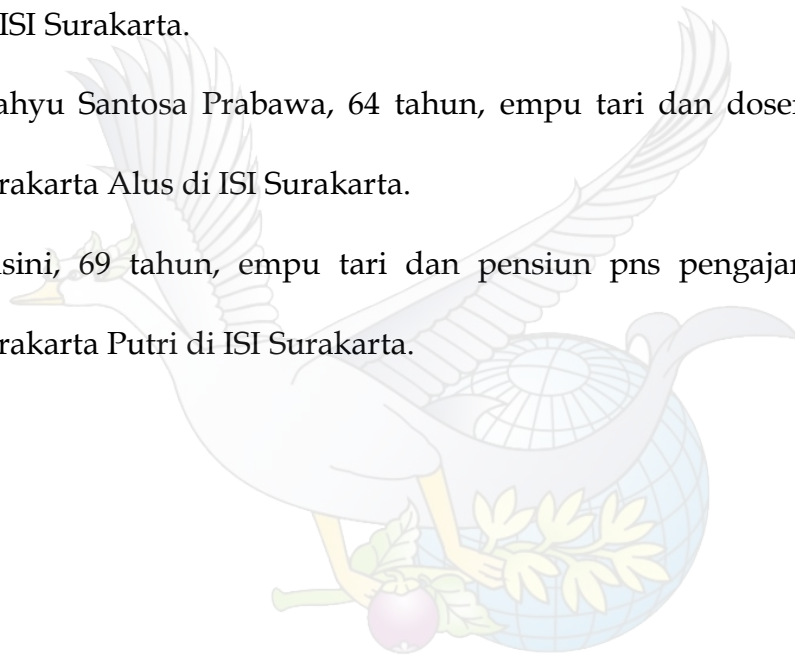 ISI Surakarta.
ahyu Santosa Prabawa, 64 tahun, empu tari dan dosen
rakarta Alus di ISI Surakarta.
sini, 69 tahun, empu tari dan pensiun pns pengajar
rakarta Putri di ISI Surakarta.